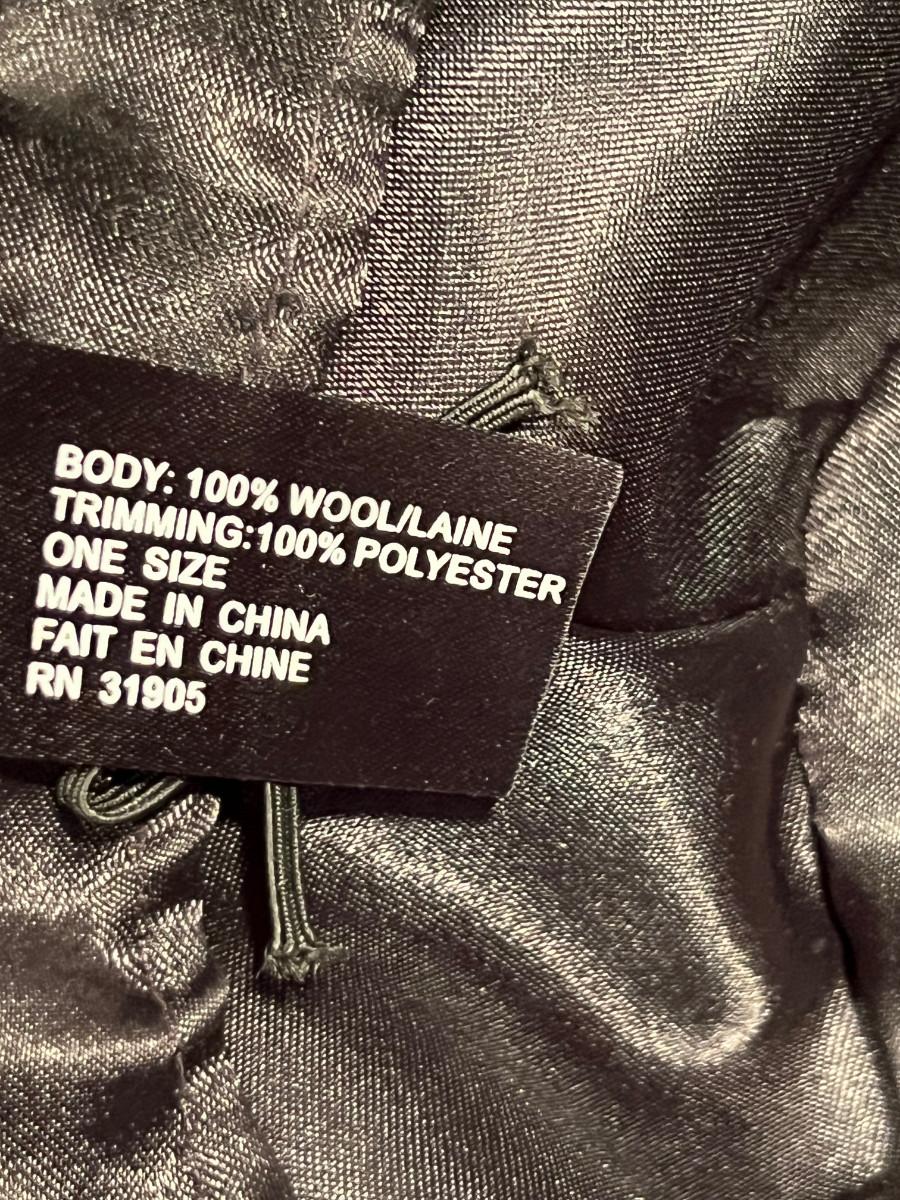 BODY: 100% WOOL/LAINE
TRIMMING:100% POLYESTER
ONE SIZE
MADE IN CHINA
FAIT EN CHINE
RN 31905